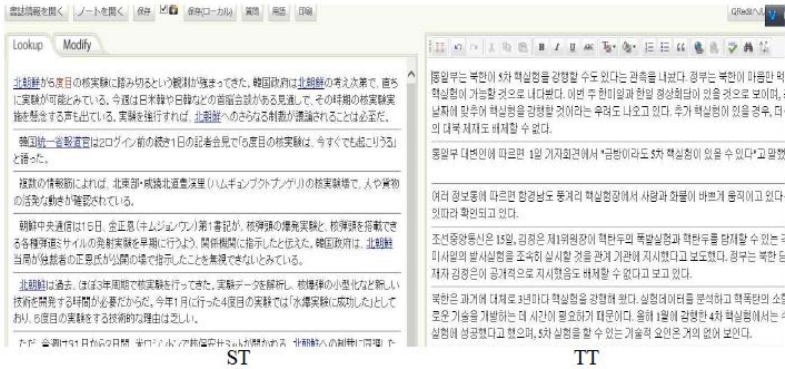 書誌情報を開く ノートを開く 保存 保存(ローカル) 質問 用語 印刷
QReditヘル
Lookup Modify
北朝鮮が5度目の核実験に踏み切るという観測が強まってきた。韓国政府は北朝鮮の考え次第で、直ち
に実験が可能とみている。今週は日米韓や日韓などの首脳会談がある見通しで、その時期の核実験実
施を懸念する声も出ている。実験を強行すれば、北朝鮮へのさらなる制裁が議論されることは必至だ。
韓国統一省報道官は2ログイン前の続き1日の記者会見で「5度目の核実験は、今すぐでも起こりうる」
と語った。
複数の情報筋によれば、北東部・咸鏡北道豊渓里(ハムギョンプクトプンゲリ)の核実験場で、人や貨物
の活発な動きが確認されている。
朝鮮中央通信は15日、金正恩(キムジョンウン)第1書記が、核弾頭の爆発実験と、核弾頭を搭載でき
る各種弾道ミサイルの発射実験を早期に行うよう、関係機関に指示したと伝えた。韓国政府は、北朝鮮
当局が独裁者の正恩氏が公開の場で指示したことを無視できないとみている。
北朝鮮は過去、ほぼ3年周期で核実験を行ってきた。実験データを解析し、核爆弾の小型化など新しい
技術を開発する時間が必要だからだ。今年1月に行った4度目の実験では「水爆実験に成功した」として
おり、5度目の実験をする技術的な理由は乏しい。
통일부는 북한이 5차 핵실험을 강행할 수도 있다는 관측을 내놨다. 정부는 북한이 마음만 먹
핵실험이 가능할 것으로 내다봤다. 이번 주 한미일과 한일 정상회담이 있을 것으로 보이며,
날짜에 맞추어 핵실험을 강행할 것이라는 우려도 나오고 있다. 추가 핵실험이 있을 경우, 더
의 대북 제재도 배제할 수 없다.
통일부 대변인에 따르면 1일 기자회견에서 "금방이라도 5차 핵실험이 있을 수 있다"고 말했
여러 정보통에 따르면 함경남도 풍계리 핵실험장에서 사람과 화물이 바쁘게 움직이고 있다
잇따라 확인되고 있다.
조선중앙통신은 15일, 김정은 제1위원장이 핵탄두의 폭발실험과 핵탄두를 탑재할 수 있는
미사일의 발사실험을 조속히 실시할 것을 관계 기관에 지시했다고 보도했다. 정부는 북한
재자 김정은이 공개적으로 지시했음도 배제할 수 없다고 보고 있다.
북한은 과거에 대체로 3년마다 핵실험을 강행해 왔다. 실험데이터를 분석하고 핵폭탄의 소형
로운 기술을 개발하는 데 시간이 필요하기 때문이다. 올해 1월에 감행한 4차 핵실험에서는
실험에 성공했다고 했으며, 5차 실험을 할 수 있는 기술적 요인은 거의 없어 보인다.
ST TT